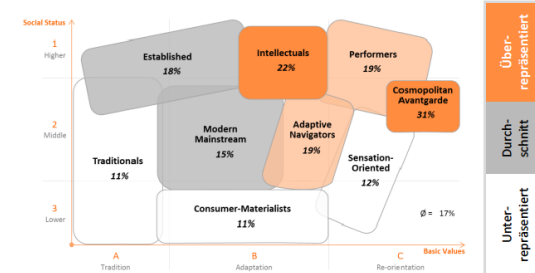 Social Status
1
Higher
2
Middle
3
Lower
Established
18%
Intellectuals
22%
Performers
19%
Cosmopolitan
Avantgarde
31%
Modern
Mainstream
15%
Adaptive
Navigators
19%
Traditionals
11%
Sensation-
Oriented
12%
Consumer-Materialists
11%
Ø = 17%
Basic Values
A
Tradition
B
Adaptation
C
Re-orientation
Über-
repräsentiert
Durch-
schnitt
Unter-
repräsentiert